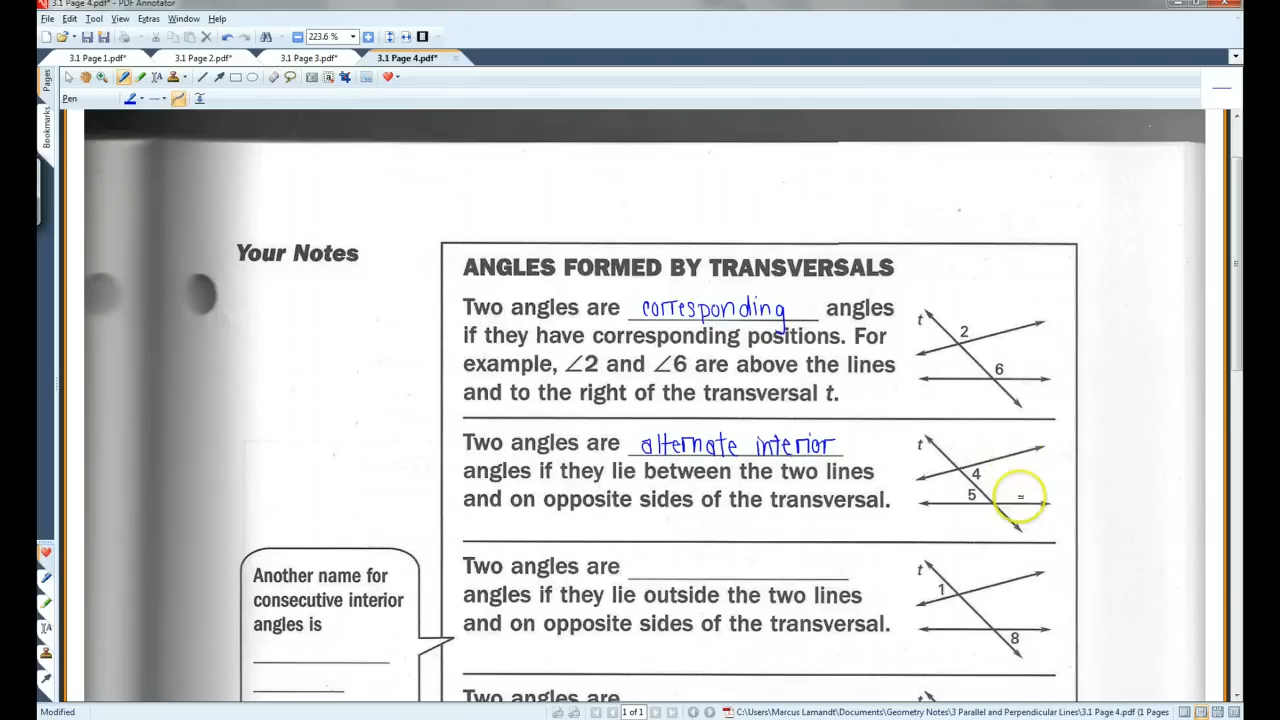 3.1 Page 4.pdf* - PDF Annotator
File Edit Tool View Extras Window Help
223.6 %
3.1 Page 1.pdf* 3.1 Page 2.pdf* 3.1 Page 3.pdf* 3.1 Page 4.pdf*
Pen
Pages
Bookmarks
Your Notes
ANGLES FORMED BY TRANSVERSALS
Two angles are corresponding angles
if they have corresponding positions. For
example, ∠2 and ∠6 are above the lines
and to the right of the transversal t.
t 2
6
Two angles are alternate interior
angles if they lie between the two lines
and on opposite sides of the transversal.
t 4
5
Two angles are
angles if they lie outside the two lines
and on opposite sides of the transversal.
t
1
8
Another name for
consecutive interior
angles is
Two angles are
t
Modified 1 of 1 C:\Users\Marcus Lamandt\Documents\Geometry Notes\3 Parallel and Perpendicular Lines\3.1 Page 4.pdf (1 Pages